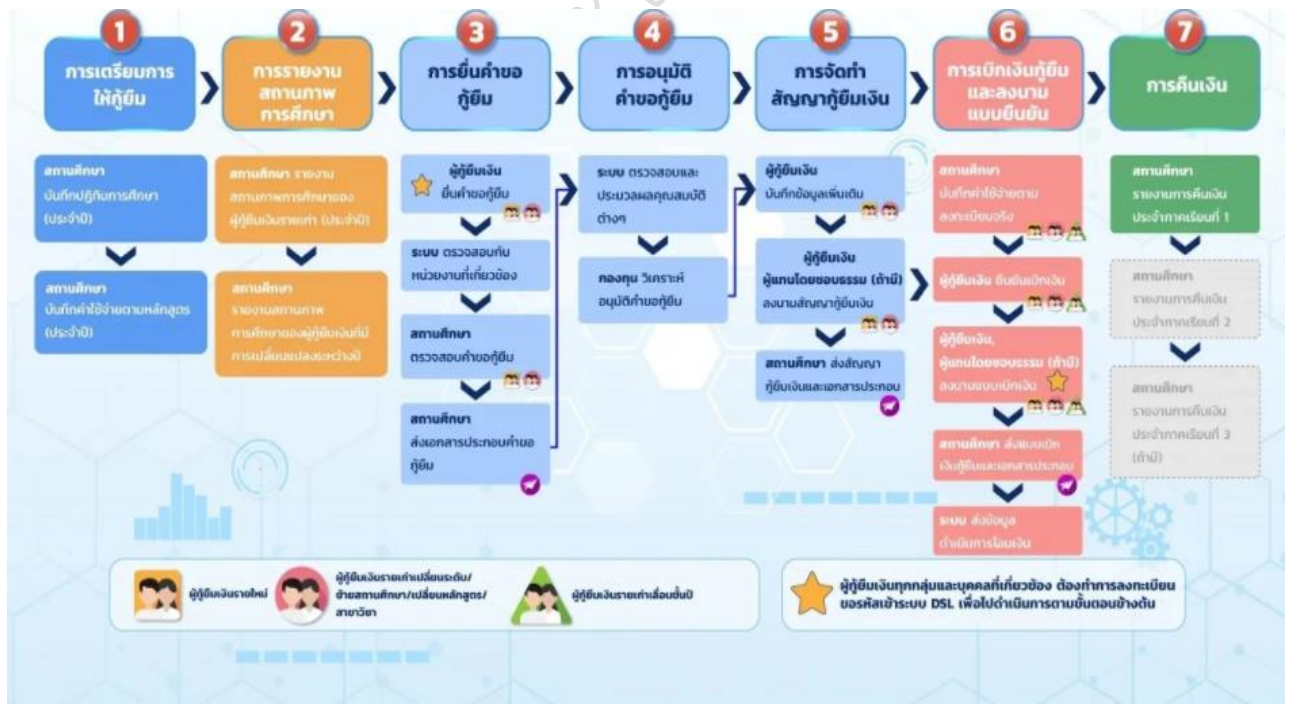 1
การเตรียมการ
ให้กู้ยืม
2
การรายงาน
สถานภาพ
การศึกษา
3
การยื่นคำขอ
กู้ยืม
4
การอนุมัติ
คำขอกู้ยืม
5
การจัดทำ
สัญญากู้ยืมเงิน
6
การเบิกเงินกู้ยืม
และลงนาม
แบบยืนยัน
7
การคืนเงิน
สถานศึกษา
บันทึกปฏิทินการศึกษา
(ประจำปี)
สถานศึกษา
บันทึกค่าใช้จ่ายตามหลักสูตร
(ประจำปี)
สถานศึกษา รายงาน
สถานภาพการศึกษาของ
ผู้กู้ยืมเงินรายเก่า (ประจำปี)
สถานศึกษา
รายงานสถานภาพ
การศึกษาของผู้กู้ยืมเงินที่มี
การเปลี่ยนแปลงระหว่างปี
ผู้กู้ยืมเงิน
ยื่นคำขอกู้ยืม
ระบบ ตรวจสอบกับ
หน่วยงานที่เกี่ยวข้อง
สถานศึกษา
ตรวจสอบคำขอกู้ยืม
สถานศึกษา
ส่งเอกสารประกอบคำขอ
กู้ยืม
ระบบ ตรวจสอบและ
ประมวลผลคุณสมบัติ
ต่างๆ
กองทุน วิเคราะห์
อนุมัติคำขอกู้ยืม
ผู้กู้ยืมเงิน
บันทึกข้อมูลเพิ่มเติม
ผู้กู้ยืมเงิน
ผู้แทนโดยชอบธรรม (ถ้ามี)
ลงนามสัญญากู้ยืมเงิน
สถานศึกษา ส่งสัญญา
กู้ยืมเงินและเอกสารประกอบ
สถานศึกษา
บันทึกค่าใช้จ่ายตาม
ลงทะเบียนจริง
ผู้กู้ยืมเงิน ยืนยันเบิกเงิน
ผู้กู้ยืมเงิน,
ผู้แทนโดยชอบธรรม (ถ้ามี)
ลงนามแบบเบิกเงิน
สถานศึกษา ส่งแบบเบิก
เงินกู้ยืมและเอกสารประกอบ
ระบบ ส่งข้อมูล
ดำเนินการโอนเงิน
สถานศึกษา
รายงานการคืนเงิน
ประจำภาคเรียนที่ 1
สถานศึกษา
รายงานการคืนเงิน
ประจำภาคเรียนที่ 2
สถานศึกษา
รายงานการคืนเงิน
ประจำภาคเรียนที่ 3
(ถ้ามี)
ผู้กู้ยืมเงินรายใหม่
ผู้กู้ยืมเงินรายเก่าเปลี่ยนระดับ/
ย้ายสถานศึกษา/เปลี่ยนหลักสูตร/
สาขาวิชา
ผู้กู้ยืมเงินรายเก่าเลื่อนชั้นปี
ผู้กู้ยืมเงินทุกกลุ่มและบุคคลที่เกี่ยวข้อง ต้องทำการลงทะเบียน
ขอรหัสเข้าระบบ DSL เพื่อไปดำเนินการตามขั้นตอนข้างต้น